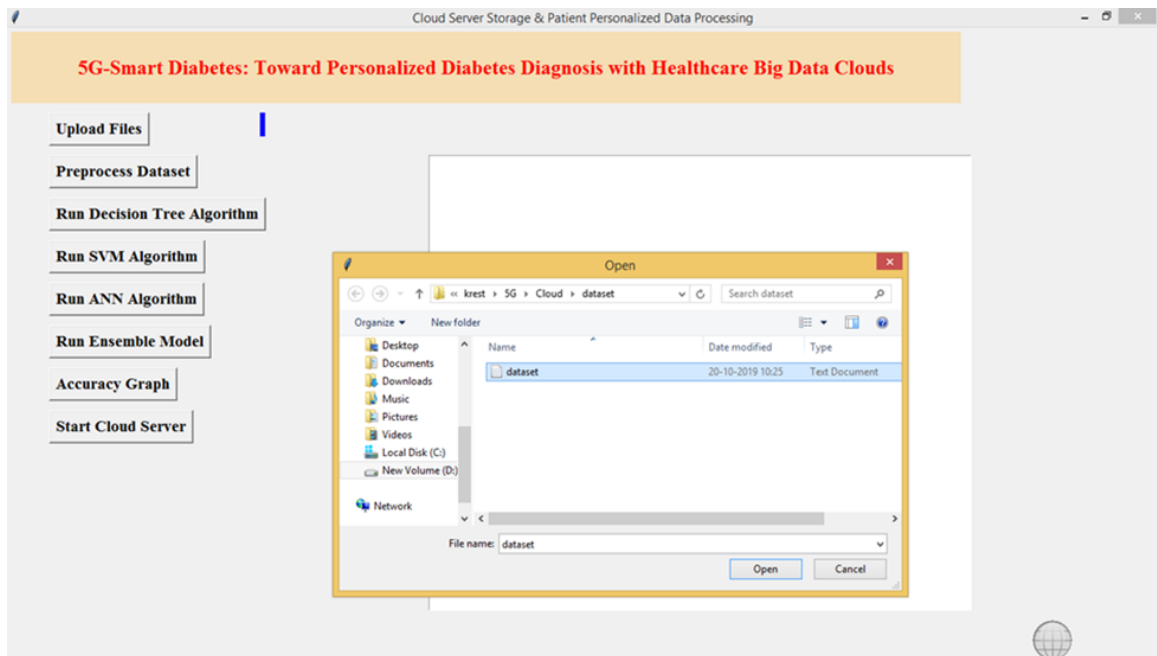 Cloud Server Storage & Patient Personalized Data Processing
5G-Smart Diabetes: Toward Personalized Diabetes Diagnosis with Healthcare Big Data Clouds
Upload Files
Preprocess Dataset
Run Decision Tree Algorithm
Run SVM Algorithm
Run ANN Algorithm
Run Ensemble Model
Accuracy Graph
Start Cloud Server
Open
« krest › 5G › Cloud › dataset
Search dataset
Organize
New folder
Desktop
Documents
Downloads
Music
Pictures
Videos
Local Disk (C:)
New Volume (D:)
Network
Name Date modified Type
dataset 20-10-2019 10:25 Text Document
File name: dataset
Open Cancel